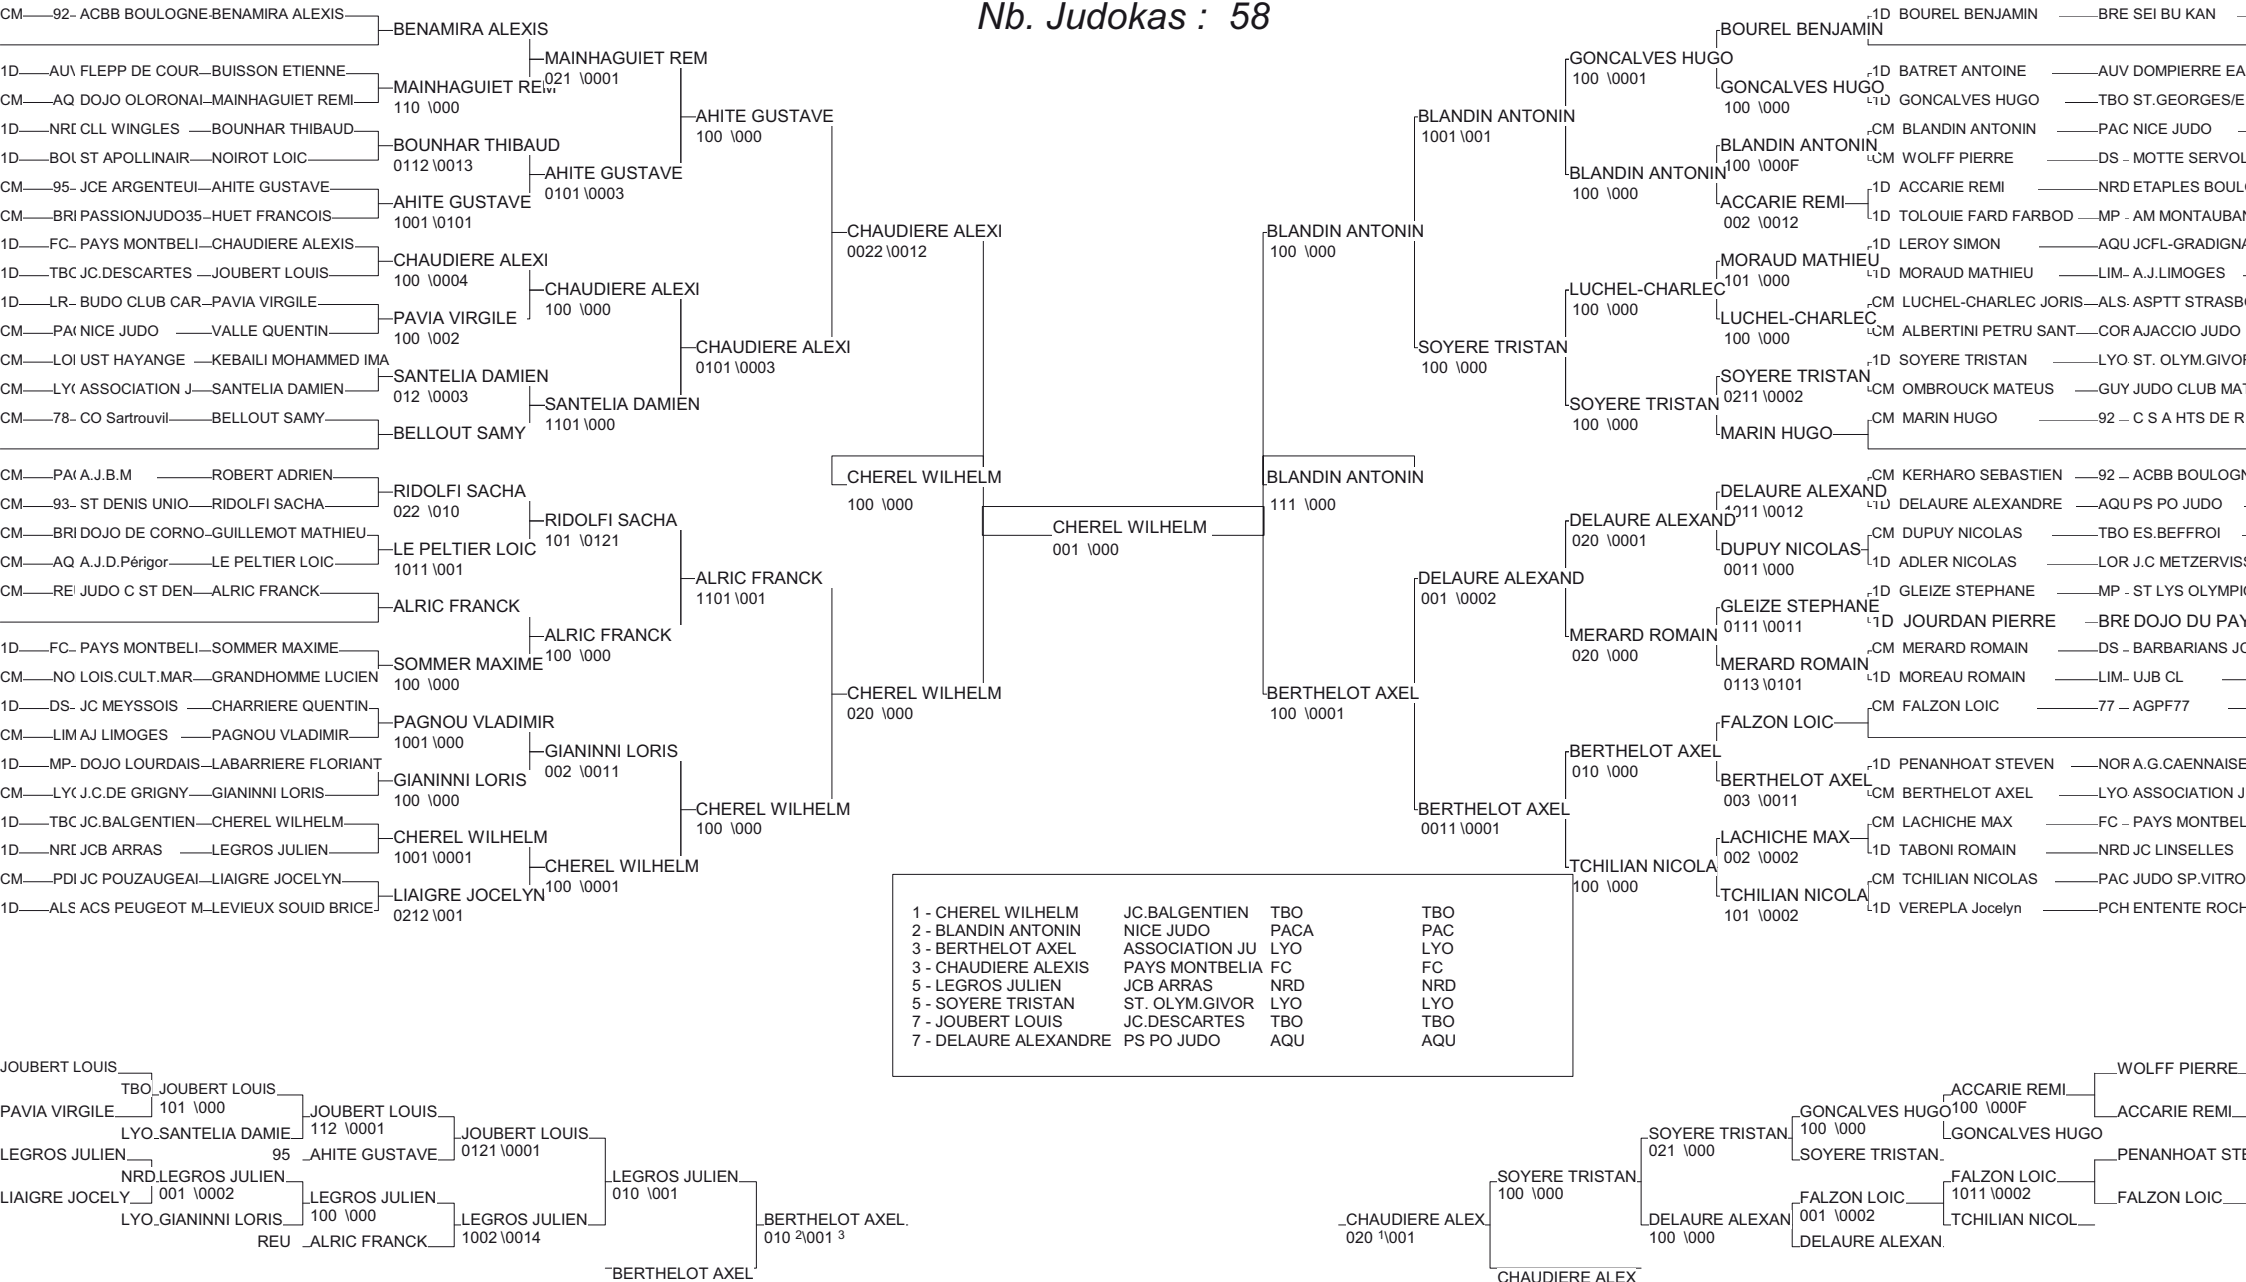 Nb. Judokas : 58
CM 92 ACBB BOULOGNE BENAMIRA ALEXIS
1D AU FLEPP DE COUR BUISSON ETIENNE
CM AQ DOJO OLORONAI MAINHAGUIET REMI
1D NRD CLL WINGLES BOUNHAR THIBAUD
1D BOU ST APOLLINAIR NOIROT LOIC
CM 95 JCE ARGENTEUI AHITE GUSTAVE
CM BRE PASSIONJUDO35 HUET FRANCOIS
1D FC PAYS MONTBELI CHAUDIERE ALEXIS
1D TBO JC.DESCARTES JOUBERT LOUIS
1D LR BUDO CLUB CAR PAVIA VIRGILE
CM PAC NICE JUDO VALLE QUENTIN
CM LOR UST HAYANGE KEBAILI MOHAMMED IMA
CM LYO ASSOCIATION J SANTELIA DAMIEN
CM 78 CO Sartrouvil BELLOUT SAMY
CM PAC A.J.B.M ROBERT ADRIEN
CM 93 ST DENIS UNIO RIDOLFI SACHA
CM BRE DOJO DE CORNO GUILLEMOT MATHIEU
CM AQ A.J.D.Périgor LE PELTIER LOIC
CM REU JUDO C ST DEN ALRIC FRANCK
1D FC PAYS MONTBELI SOMMER MAXIME
CM NO LOIS.CULT.MAR GRANDHOMME LUCIEN
1D DS JC MEYSSOIS CHARRIERE QUENTIN
CM LIM AJ LIMOGES PAGNOU VLADIMIR
1D MP DOJO LOURDAIS LABARRIERE FLORIANT
CM LYO J.C.DE GRIGNY GIANINNI LORIS
1D TBO JC.BALGENTIEN CHEREL WILHELM
1D NRD JCB ARRAS LEGROS JULIEN
CM PDL JC POUZAUGEAI LIAIGRE JOCELYN
1D ALS ACS PEUGEOT M LEVIEUX SOUID BRICE
BENAMIRA ALEXIS
MAINHAGUIET REMI
110 \000
BOUNHAR THIBAUD
0112 \0013
AHITE GUSTAVE
1001 \0101
CHAUDIERE ALEXI
100 \0004
PAVIA VIRGILE
100 \002
SANTELIA DAMIEN
012 \0003
BELLOUT SAMY
RIDOLFI SACHA
022 \010
LE PELTIER LOIC
1011 \001
ALRIC FRANCK
SOMMER MAXIME
100 \000
PAGNOU VLADIMIR
1001 \000
GIANINNI LORIS
100 \000
CHEREL WILHELM
1001 \0001
LIAIGRE JOCELYN
0212 \001
MAINHAGUIET REM
021 \0001
AHITE GUSTAVE
0101 \0003
CHAUDIERE ALEXI
100 \000
SANTELIA DAMIEN
1101 \000
RIDOLFI SACHA
101 \0121
ALRIC FRANCK
100 \000
GIANINNI LORIS
002 \0011
CHEREL WILHELM
100 \0001
AHITE GUSTAVE
100 \000
CHAUDIERE ALEXI
0101 \0003
ALRIC FRANCK
1101 \001
CHEREL WILHELM
100 \000
CHAUDIERE ALEXI
0022 \0012
CHEREL WILHELM
020 \000
CHEREL WILHELM
100 \000
CHEREL WILHELM
001 \000
BLANDIN ANTONIN
111 \000
BLANDIN ANTONIN
100 \000
BERTHELOT AXEL
100 \0001
BLANDIN ANTONIN
1001 \001
SOYERE TRISTAN
100 \000
DELAURE ALEXAND
001 \0002
BERTHELOT AXEL
0011 \0001
GONCALVES HUGO
100 \0001
BLANDIN ANTONIN
100 \000
LUCHEL-CHARLEC
100 \000
SOYERE TRISTAN
100 \000
DELAURE ALEXAND
020 \0001
MERARD ROMAIN
020 \000
BERTHELOT AXEL
010 \000
TCHILIAN NICOLA
100 \000
BOUREL BENJAMIN
GONCALVES HUGO
100 \000
BLANDIN ANTONIN
100 \000F
ACCARIE REMI
002 \0012
MORAUD MATHIEU
101 \000
LUCHEL-CHARLEC
100 \000
SOYERE TRISTAN
0211 \0002
MARIN HUGO
DELAURE ALEXAND
1011 \0012
DUPUY NICOLAS
0011 \000
GLEIZE STEPHANE
0111 \0011
MERARD ROMAIN
0113 \0101
FALZON LOIC
BERTHELOT AXEL
003 \0011
LACHICHE MAX
002 \0002
TCHILIAN NICOLA
101 \0002
1D BOUREL BENJAMIN BRE SEI BU KAN
1D BATRET ANTOINE AUV DOMPIERRE EA
1D GONCALVES HUGO TBO ST.GEORGES/E
CM BLANDIN ANTONIN PAC NICE JUDO
CM WOLFF PIERRE DS MOTTE SERVOL
1D ACCARIE REMI NRD ETAPLES BOUL
1D TOLOUIE FARD FARBOD MP AM MONTAUBAN
1D LEROY SIMON AQU JCFL-GRADIGNA
1D MORAUD MATHIEU LIM A.J.LIMOGES
CM LUCHEL-CHARLEC JORIS ALS ASPTT STRASB
CM ALBERTINI PETRU SANT COR AJACCIO JUDO
1D SOYERE TRISTAN LYO ST. OLYM.GIVOR
CM OMBROUCK MATEUS GUY JUDO CLUB MAT
CM MARIN HUGO 92 C S A HTS DE R
CM KERHARO SEBASTIEN 92 ACBB BOULOGN
1D DELAURE ALEXANDRE AQU PS PO JUDO
CM DUPUY NICOLAS TBO ES.BEFFROI
1D ADLER NICOLAS LOR J.C METZERVISS
1D GLEIZE STEPHANE MP ST LYS OLYMPI
1D JOURDAN PIERRE BRE DOJO DU PAY
CM MERARD ROMAIN DS BARBARIANS JC
1D MOREAU ROMAIN LIM UJB CL
CM FALZON LOIC 77 AGPF77
1D PENANHOAT STEVEN NOR A.G.CAENNAISE
CM BERTHELOT AXEL LYO ASSOCIATION J
CM LACHICHE MAX FC PAYS MONTBEL
1D TABONI ROMAIN NRD JC LINSELLES
CM TCHILIAN NICOLAS PAC JUDO SP.VITRO
1D VEREPLA Jocelyn PCH ENTENTE ROCH
1 - CHEREL WILHELM JC.BALGENTIEN TBO TBO
2 - BLANDIN ANTONIN NICE JUDO PACA PAC
3 - BERTHELOT AXEL ASSOCIATION JU LYO LYO
3 - CHAUDIERE ALEXIS PAYS MONTBELIA FC FC
5 - LEGROS JULIEN JCB ARRAS NRD NRD
5 - SOYERE TRISTAN ST. OLYM.GIVOR LYO LYO
7 - JOUBERT LOUIS JC.DESCARTES TBO TBO
7 - DELAURE ALEXANDRE PS PO JUDO AQU AQU
JOUBERT LOUIS
PAVIA VIRGILE
LEGROS JULIEN
LIAIGRE JOCELY
TBO JOUBERT LOUIS
101 \000
LYO SANTELIA DAMIE
NRD LEGROS JULIEN
001 \0002
LYO GIANINNI LORIS
JOUBERT LOUIS
112 \0001
95 AHITE GUSTAVE
LEGROS JULIEN
100 \000
REU ALRIC FRANCK
JOUBERT LOUIS
0121 \0001
LEGROS JULIEN
1002 \0014
LEGROS JULIEN
010 \001
BERTHELOT AXEL
BERTHELOT AXEL.
010 2\001 3
CHAUDIERE ALEX
020 1\001
SOYERE TRISTAN
100 \000
CHAUDIERE ALEX
SOYERE TRISTAN
021 \000
DELAURE ALEXAN
100 \000
GONCALVES HUGO
100 \000
SOYERE TRISTAN
FALZON LOIC
001 \0002
DELAURE ALEXAN
ACCARIE REMI
100 \000F
GONCALVES HUGO
FALZON LOIC
1011 \0002
TCHILIAN NICOL
WOLFF PIERRE
ACCARIE REMI
PENANHOAT STE
FALZON LOIC